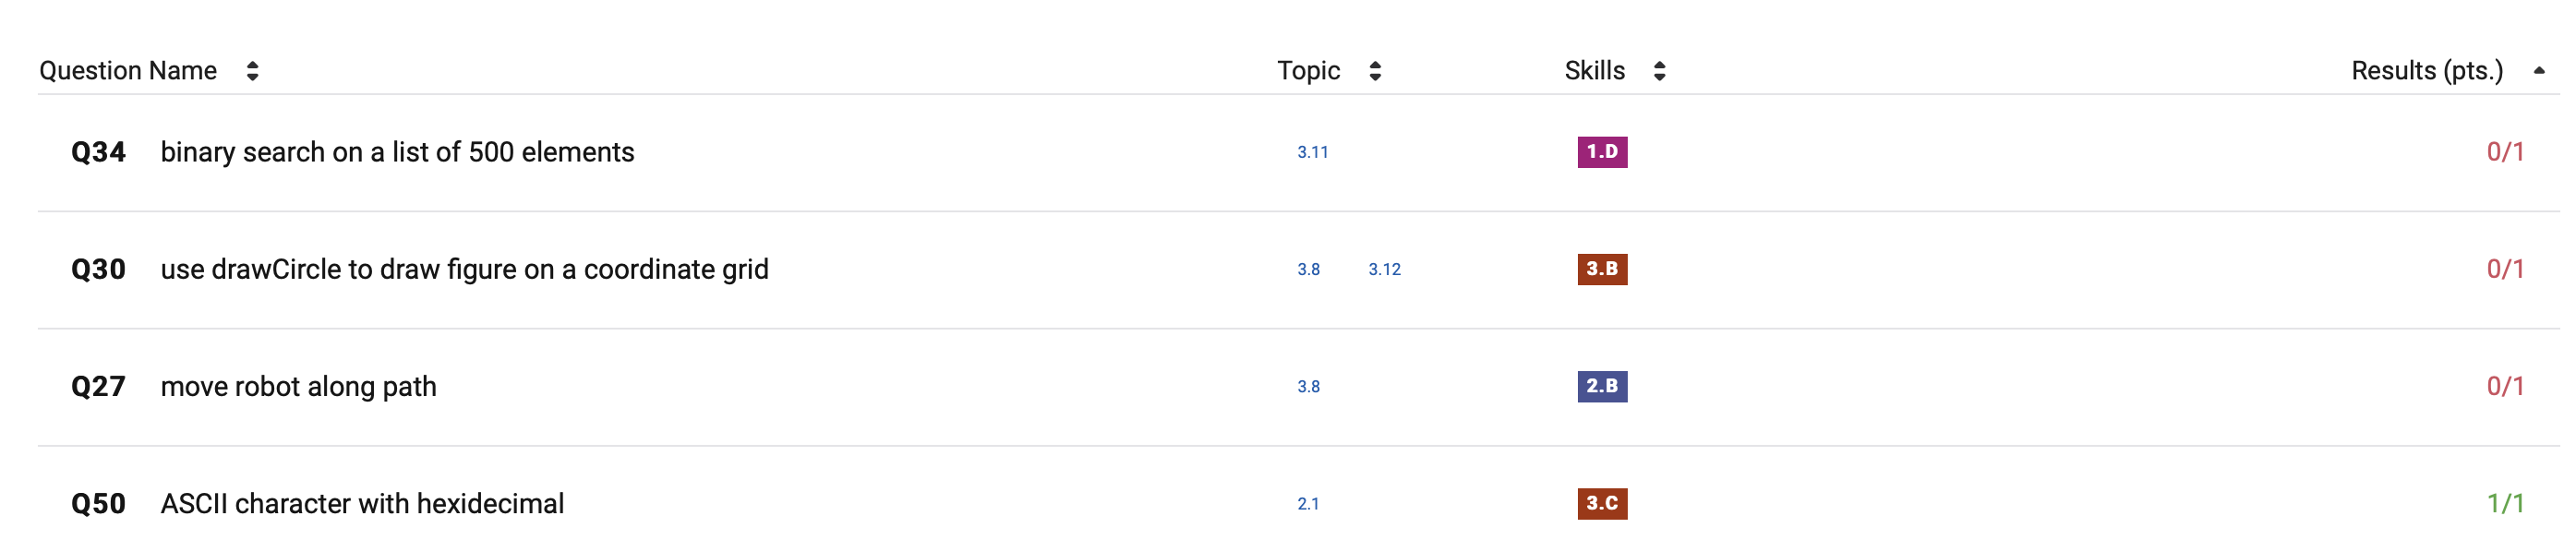 Question Name Topic Skills Results (pts.)
Q34 binary search on a list of 500 elements 3.11 1.D 0/1
Q30 use drawCircle to draw figure on a coordinate grid 3.8 3.12 3.B 0/1
Q27 move robot along path 3.8 2.B 0/1
Q50 ASCII character with hexidecimal 2.1 3.C 1/1